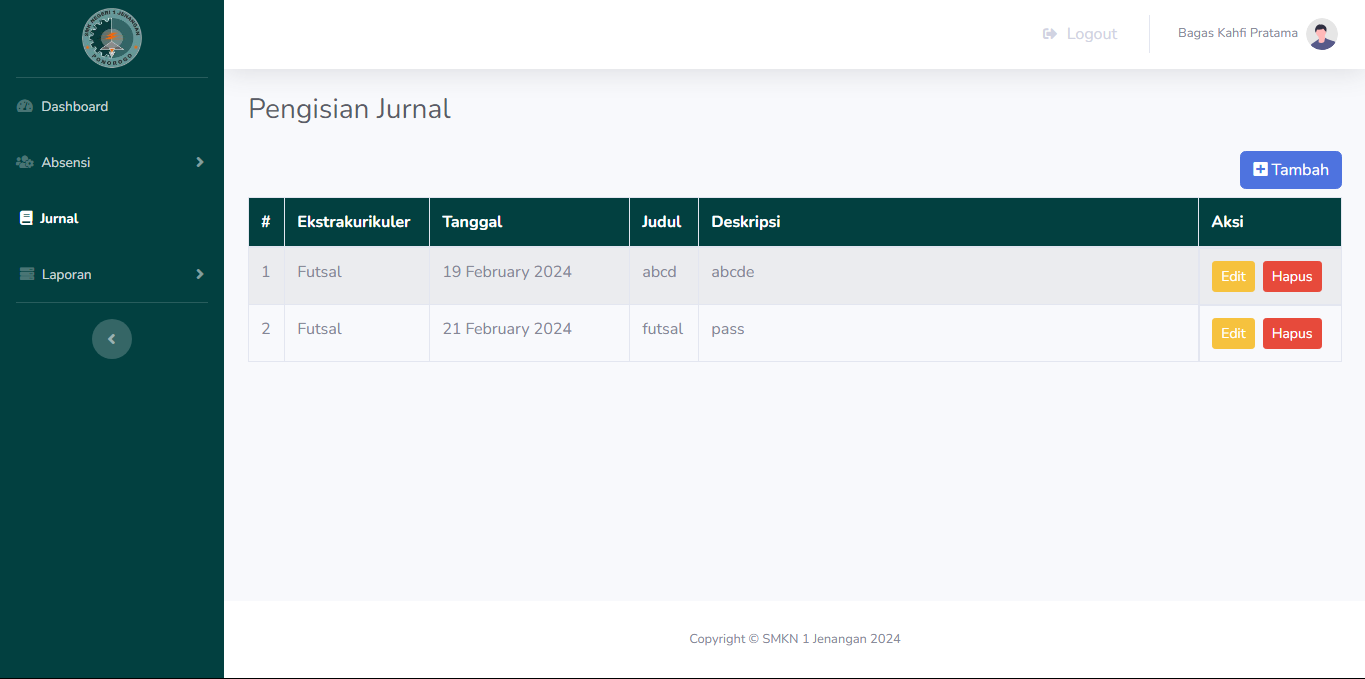 SMK NEGERI 1 JENANGAN
PONOROGO
Logout
Bagas Kahfi Pratama
Dashboard
Absensi
Jurnal
Laporan
Pengisian Jurnal
Tambah
# Ekstrakurikuler Tanggal Judul Deskripsi Aksi
1 Futsal 19 February 2024 abcd abcde Edit Hapus
2 Futsal 21 February 2024 futsal pass Edit Hapus
Copyright © SMKN 1 Jenangan 2024